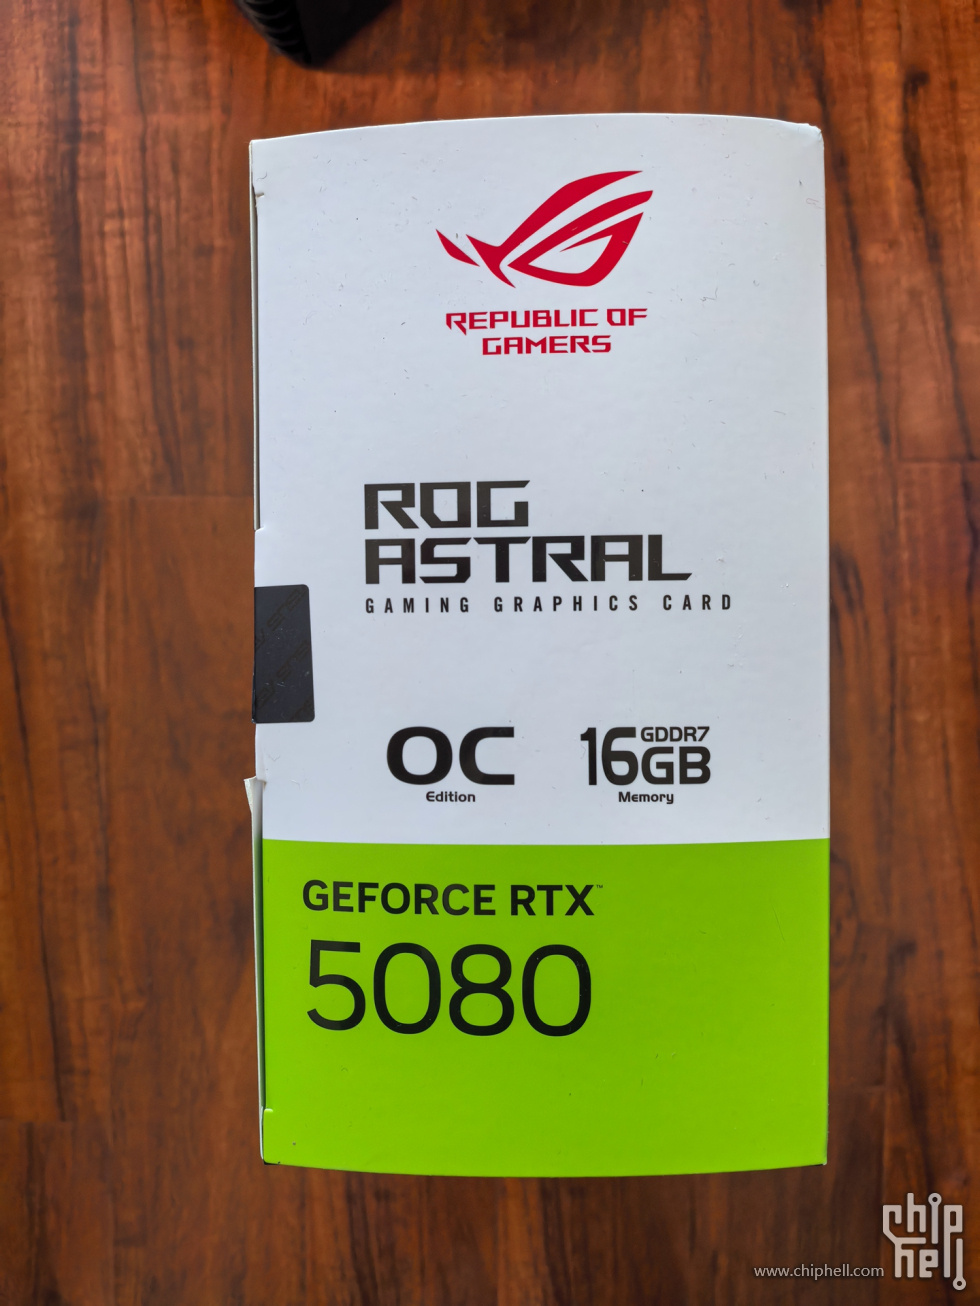 REPUBLIC OF
GAMERS
ROG
ASTRAL
GAMING GRAPHICS CARD
OC
Edition
16GB
GDDR7
Memory
GEFORCE RTX™
5080
chip
hell
www.chiphell.com